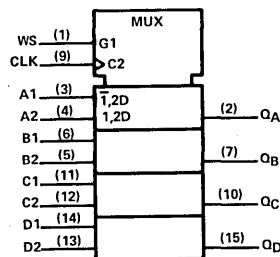 MUX
WS (1) G1
CLK (9) C2
A1 (3) 1̅,2D
A2 (4) 1,2D (2) QA
B1 (6)
B2 (5) (7) QB
C1 (11)
C2 (12) (10) QC
D1 (14)
D2 (13) (15) QD